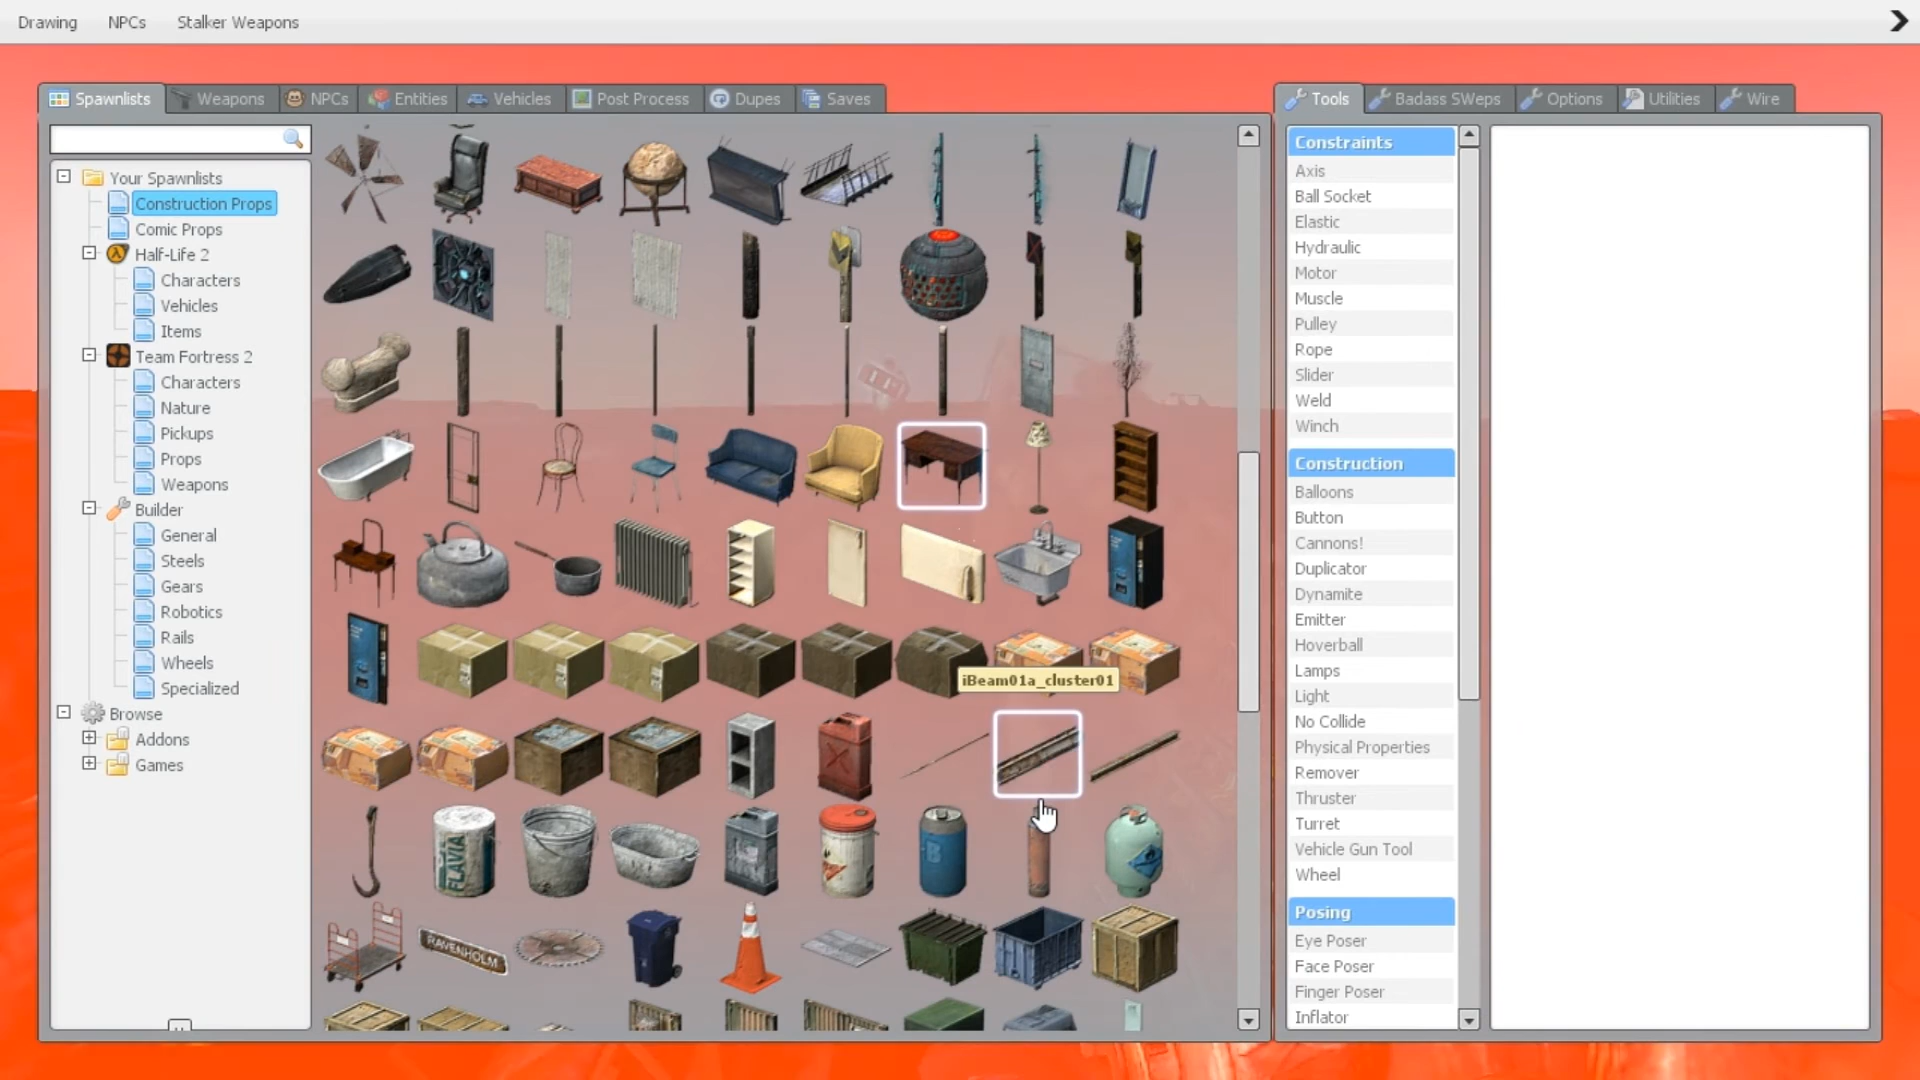 Drawing NPCs Stalker Weapons
Spawnlists Weapons NPCs Entities Vehicles Post Process Dupes Saves
Your Spawnlists
Construction Props
Comic Props
Half-Life 2
Characters
Vehicles
Items
Team Fortress 2
Characters
Nature
Pickups
Props
Weapons
Builder
General
Steels
Gears
Robotics
Rails
Wheels
Specialized
Browse
Addons
Games
iBeam01a_cluster01
FLAVIA
B
RAVENHOLM
Tools Badass SWeps Options Utilities Wire
Constraints
Axis
Ball Socket
Elastic
Hydraulic
Motor
Muscle
Pulley
Rope
Slider
Weld
Winch
Construction
Balloons
Button
Cannons!
Duplicator
Dynamite
Emitter
Hoverball
Lamps
Light
No Collide
Physical Properties
Remover
Thruster
Turret
Vehicle Gun Tool
Wheel
Posing
Eye Poser
Face Poser
Finger Poser
Inflator